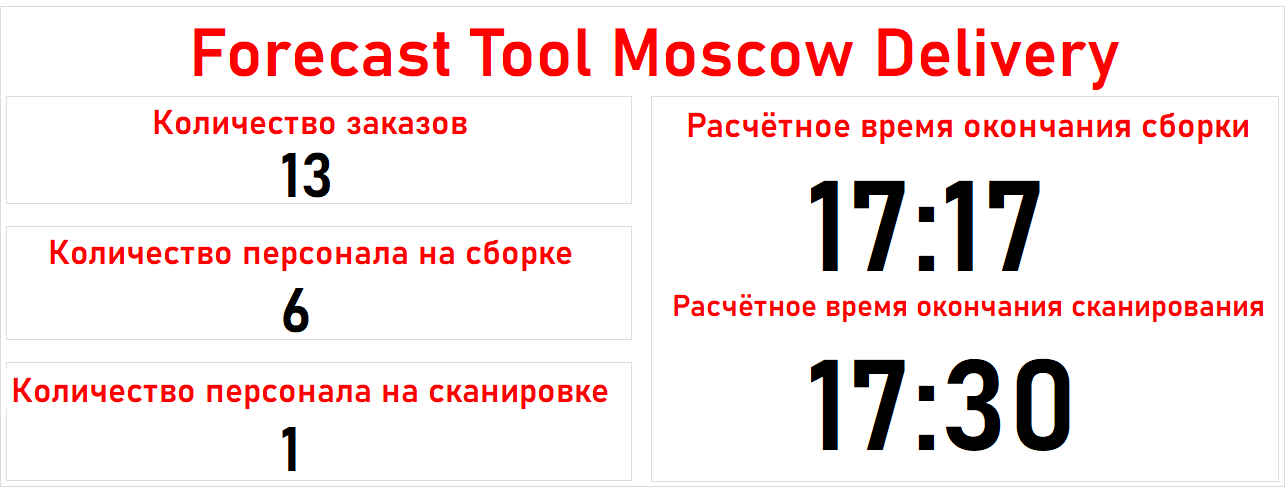 Forecast Tool Moscow Delivery
Количество заказов
13
Количество персонала на сборке
6
Количество персонала на сканировке
1
Расчётное время окончания сборки
17:17
Расчётное время окончания сканирования
17:30